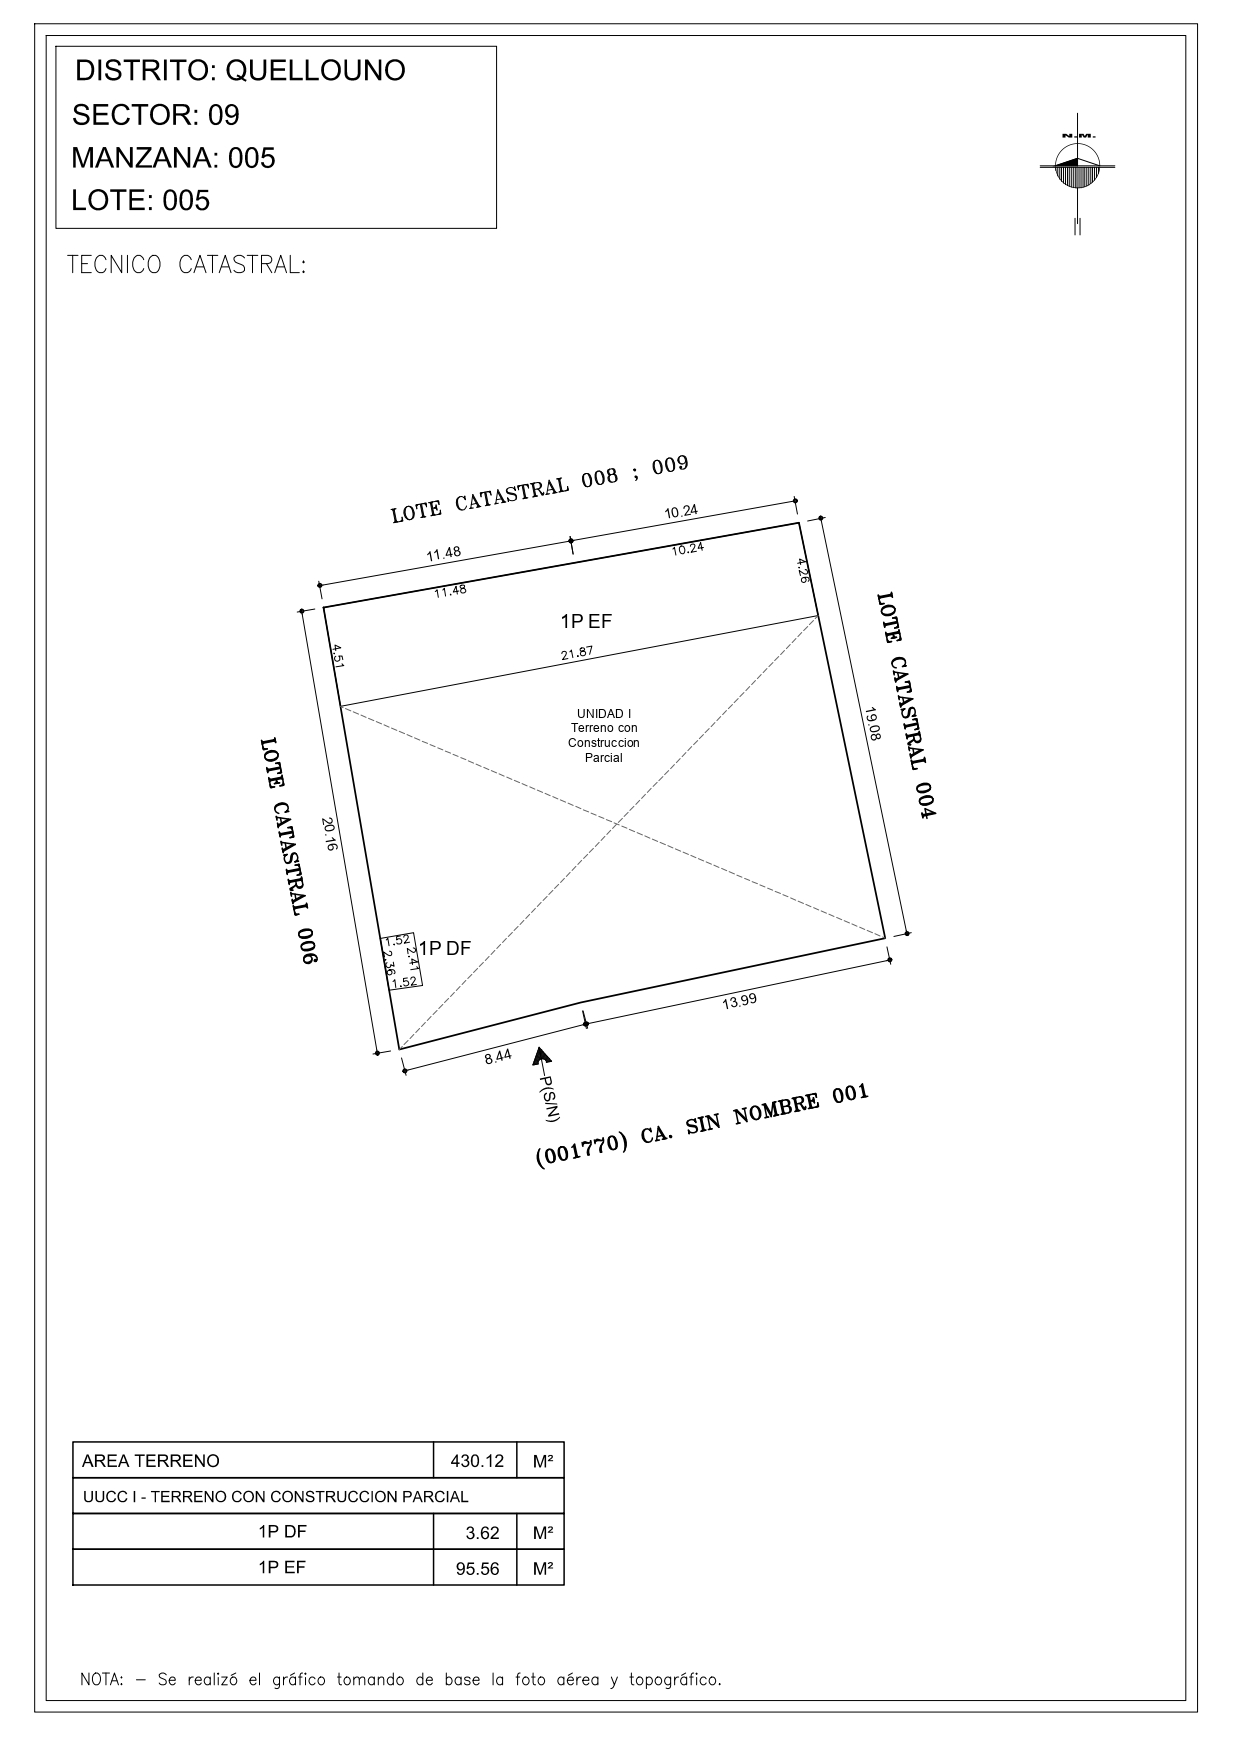 DISTRITO: QUELLOUNO
SECTOR: 09
MANZANA: 005
LOTE: 005
N.M.
TECNICO CATASTRAL:
LOTE CATASTRAL 008 ; 009
10.24
11.48
10.24
11.48
4.26
1P EF
4.51
21.87
LOTE CATASTRAL 004
19.08
UNIDAD I
Terreno con
Construccion
Parcial
LOTE CATASTRAL 006
20.16
1.52
1P DF
2.36
2.41
1.52
13.99
8.44
P(S/N)
(001770) CA. SIN NOMBRE 001
AREA TERRENO 430.12 M²
UUCC I - TERRENO CON CONSTRUCCION PARCIAL
1P DF 3.62 M²
1P EF 95.56 M²
NOTA: - Se realizó el gráfico tomando de base la foto aérea y topográfico.